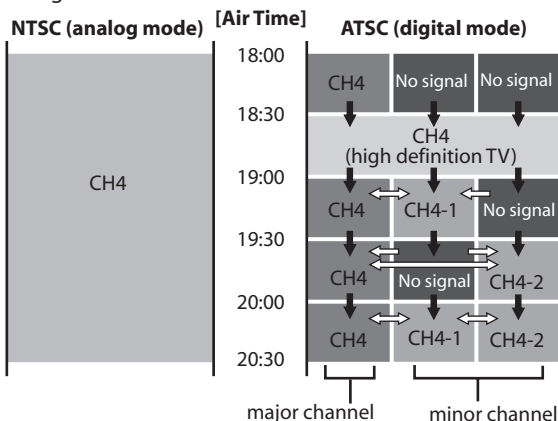 NTSC (analog mode)
[Air Time]
ATSC (digital mode)
18:00
CH4
No signal
No signal
18:30
CH4
(high definition TV)
CH4
19:00
CH4
CH4-1
No signal
19:30
CH4
No signal
CH4-2
20:00
CH4
CH4-1
CH4-2
20:30
major channel
minor channel